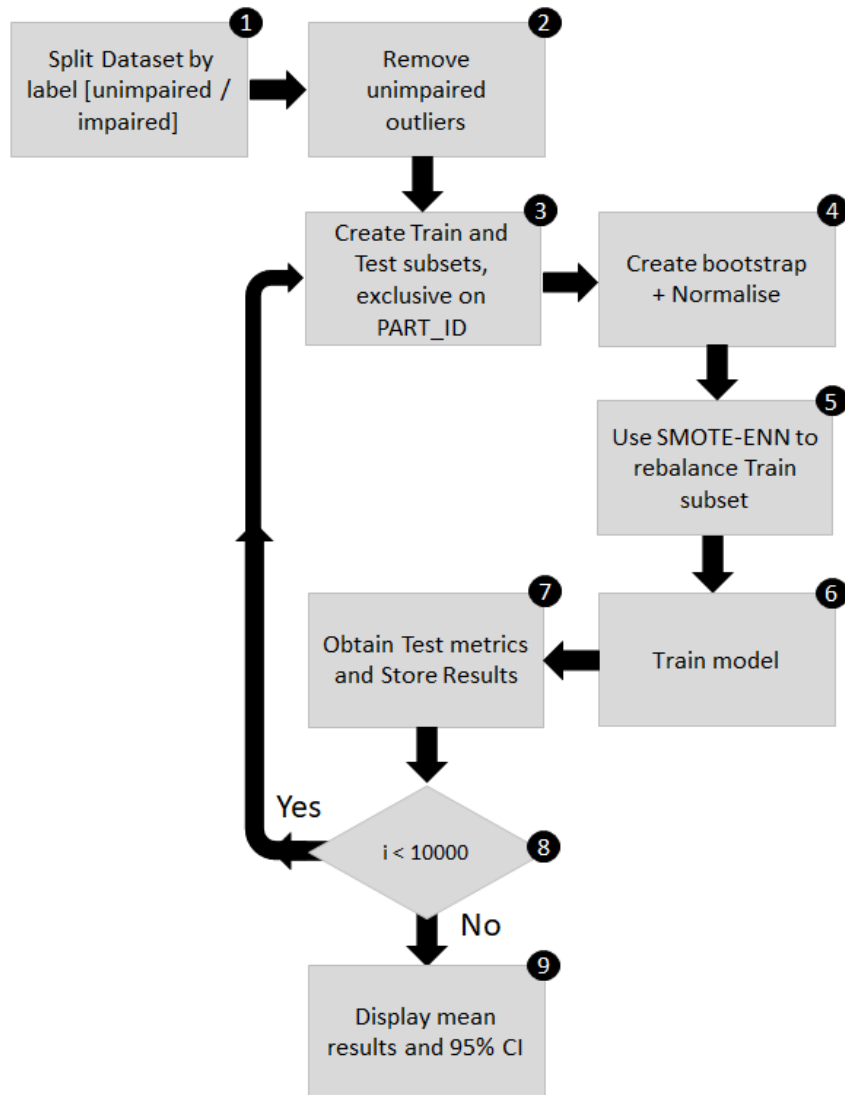 1
Split Dataset by
label [unimpaired /
impaired]
2
Remove
unimpaired
outliers
3
Create Train and
Test subsets,
exclusive on
PART_ID
4
Create bootstrap
+ Normalise
5
Use SMOTE-ENN to
rebalance Train
subset
6
Train model
7
Obtain Test metrics
and Store Results
8
i < 10000
Yes
No
9
Display mean
results and 95% CI